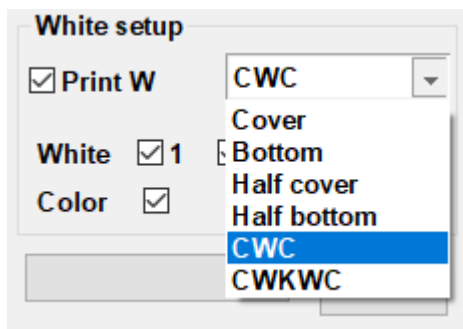 White setup
Print W CWC
Cover
White 1 Bottom
Half cover
Color
Half bottom
CWC
CWKWC